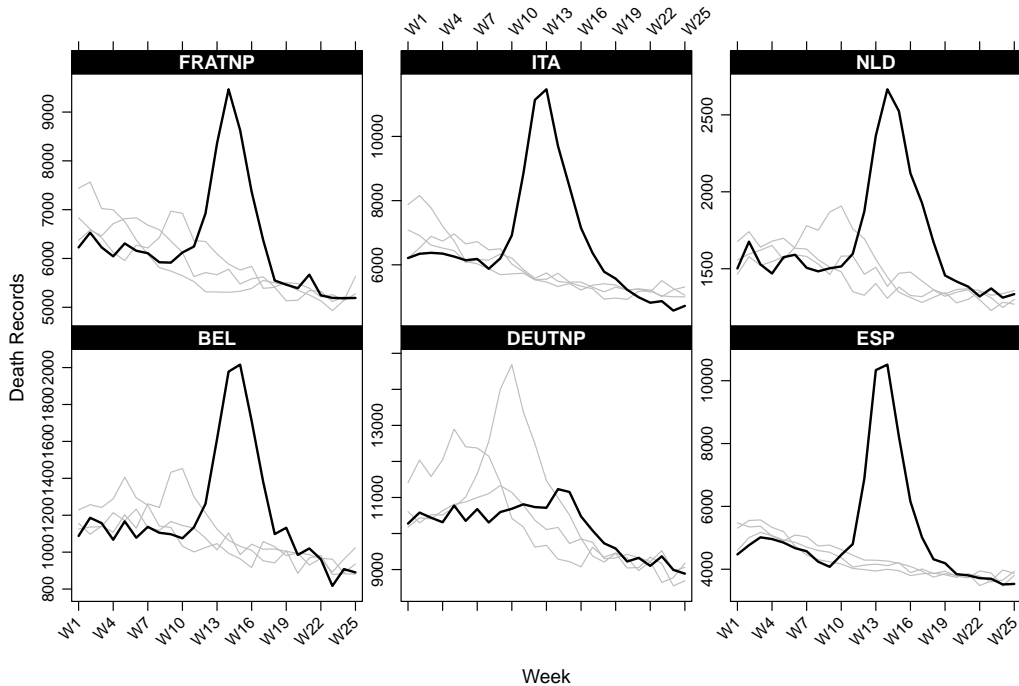 W1 W4 W7 W10 W13 W16 W19 W22 W25
FRATNP ITA NLD
5000 6000 7000 8000 9000
6000 8000 10000
1500 2000 2500
Death Records
BEL DEUTNP ESP
800 1000 1200 1400 1600 1800 2000
9000 11000 13000
4000 6000 8000 10000
W1 W4 W7 W10 W13 W16 W19 W22 W25
W1 W4 W7 W10 W13 W16 W19 W22 W25
Week